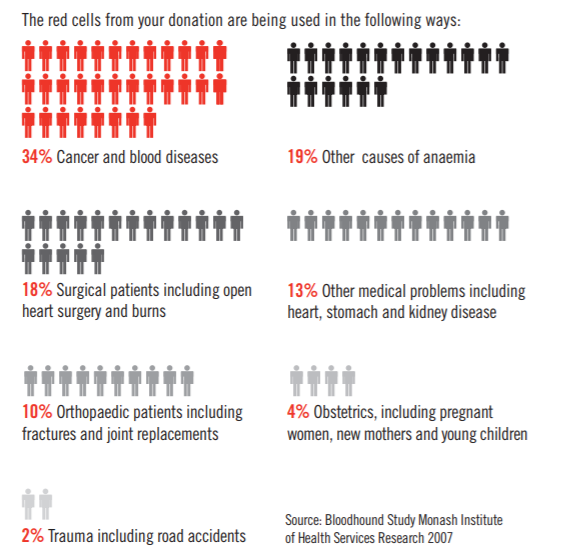 The red cells from your donation are being used in the following ways:
34% Cancer and blood diseases
19% Other causes of anaemia
18% Surgical patients including open
heart surgery and burns
13% Other medical problems including
heart, stomach and kidney disease
10% Orthopaedic patients including
fractures and joint replacements
4% Obstetrics, including pregnant
women, new mothers and young children
2% Trauma including road accidents
Source: Bloodhound Study Monash Institute
of Health Services Research 2007